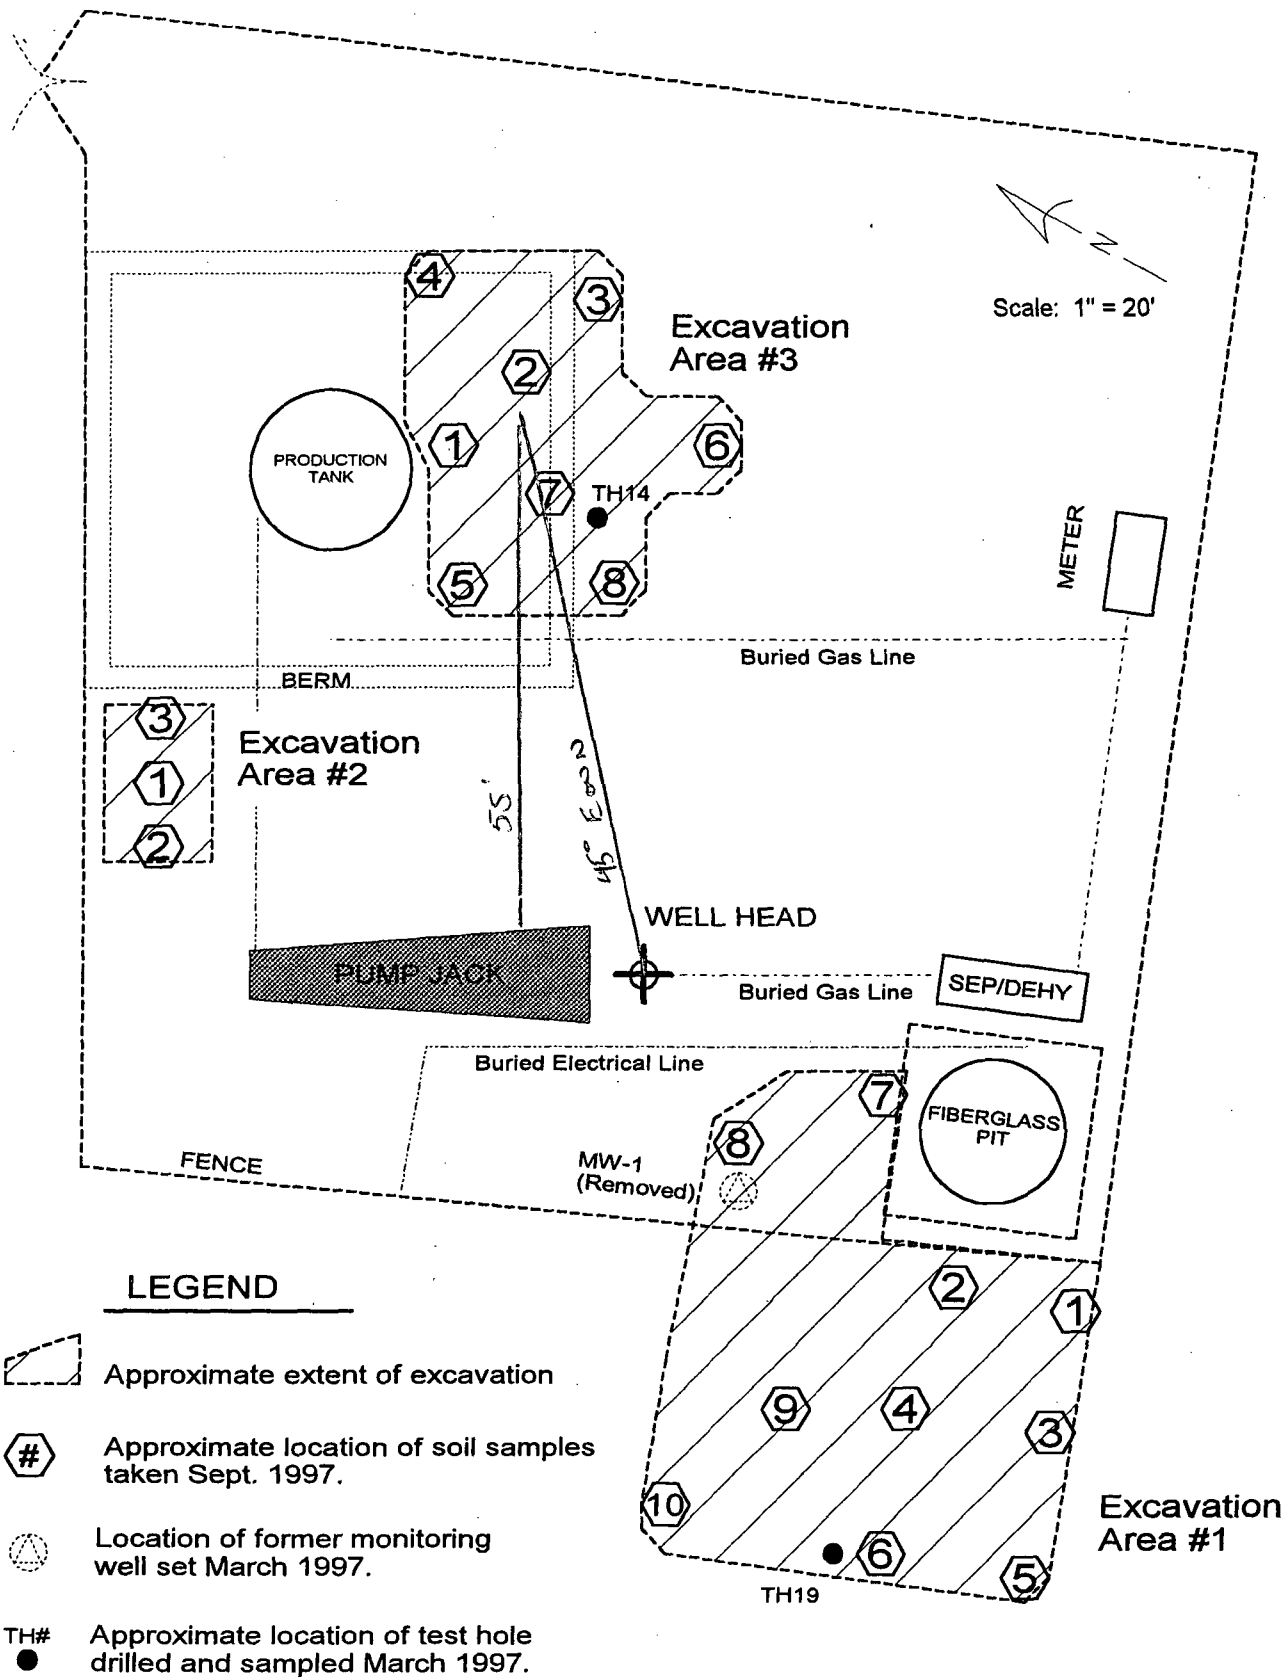 N
Scale: 1" = 20'
4
3
Excavation
Area #3
2
1
6
PRODUCTION
TANK
7
TH14
5
8
METER
Buried Gas Line
BERM
3
Excavation
Area #2
1
2
55'
45° E
WELL HEAD
PUMP JACK
Buried Gas Line
SEP/DEHY
Buried Electrical Line
7
FIBERGLASS
PIT
8
FENCE
MW-1
(Removed)
2
1
9
4
3
10
6
5
TH19
Excavation
Area #1
LEGEND
Approximate extent of excavation
#
Approximate location of soil samples
taken Sept. 1997.
Location of former monitoring
well set March 1997.
TH#
Approximate location of test hole
drilled and sampled March 1997.